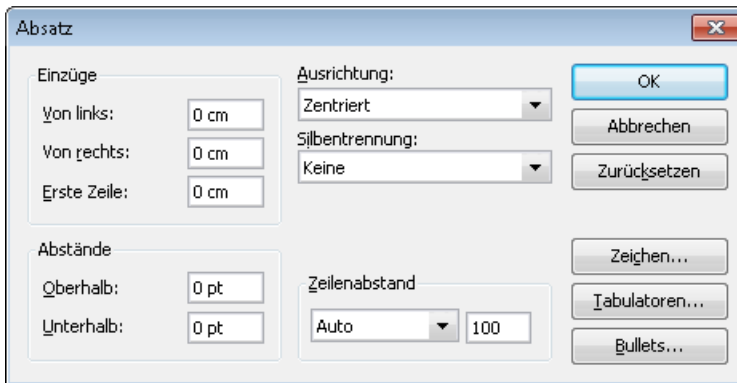 Absatz
Einzüge
Von links:
0 cm
Von rechts:
0 cm
Erste Zeile:
0 cm
Abstände
Oberhalb:
0 pt
Unterhalb:
0 pt
Ausrichtung:
Zentriert
Silbentrennung:
Keine
Zeilenabstand
Auto
100
OK
Abbrechen
Zurücksetzen
Zeichen...
Tabulatoren...
Bullets...